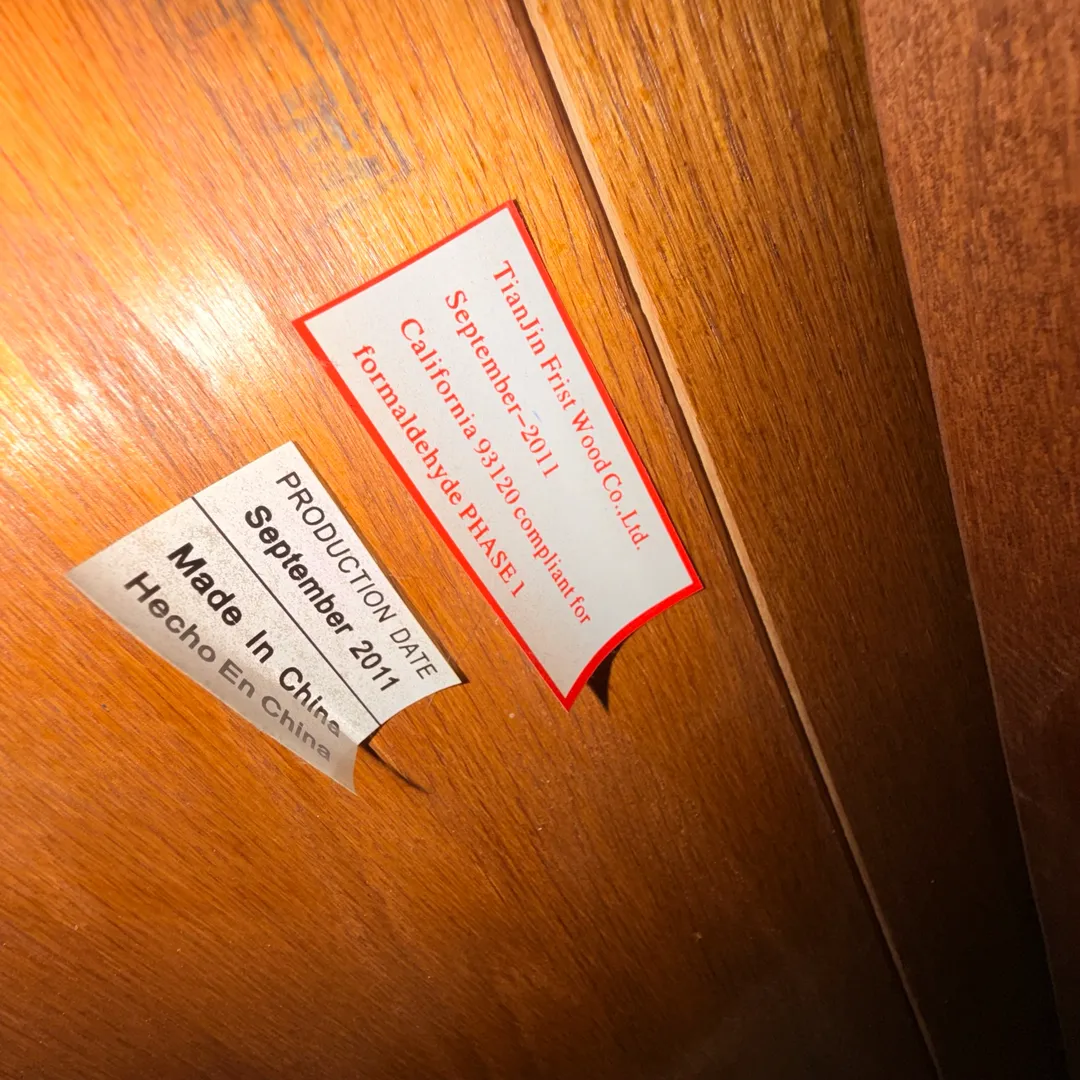 TianJin Frist Wood Co.,Ltd.
September-2011
California 93120 compliant for
formaldehyde PHASE 1
PRODUCTION DATE
September 2011
Made In China
Hecho En China